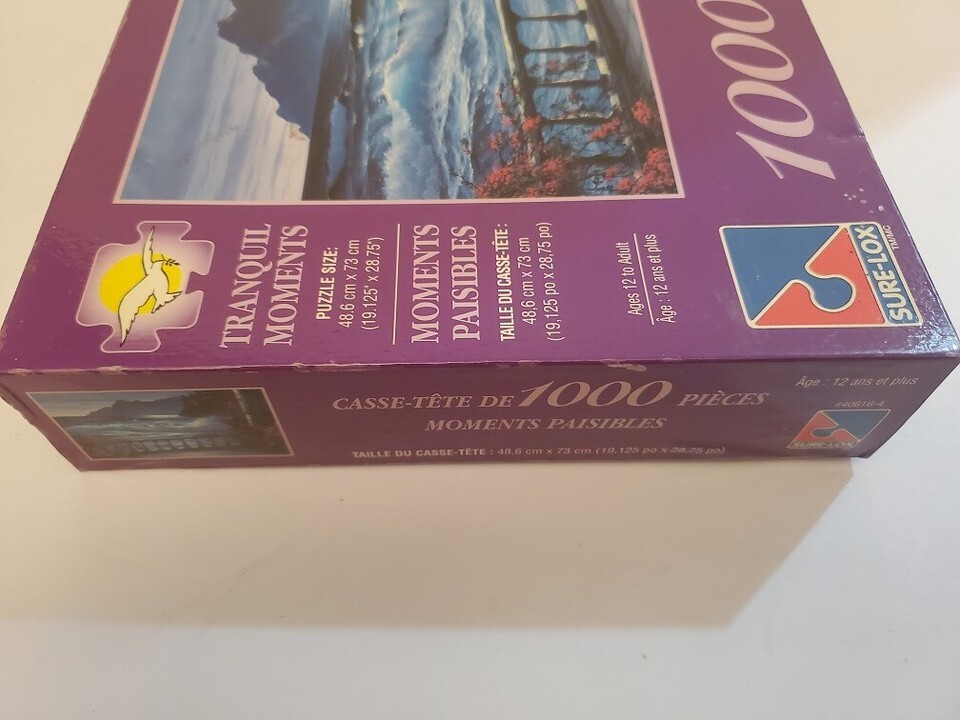 1000
TRANQUIL
MOMENTS
PUZZLE SIZE:
48.6 cm x 73 cm
(19.125" x 28.75")
MOMENTS
PAISIBLES
TAILLE DU CASSE-TÊTE:
48,6 cm x 73 cm
(19,125 po x 28,75 po)
Ages 12 to Adult
Âge : 12 ans et plus
SURE-LOX
TM/MC
CASSE-TÊTE DE 1000 PIÈCES
MOMENTS PAISIBLES
TAILLE DU CASSE-TÊTE : 48,6 cm x 73 cm (19,125 po x 28,75 po)
Âge : 12 ans et plus
#40616-4
SURE-LOX